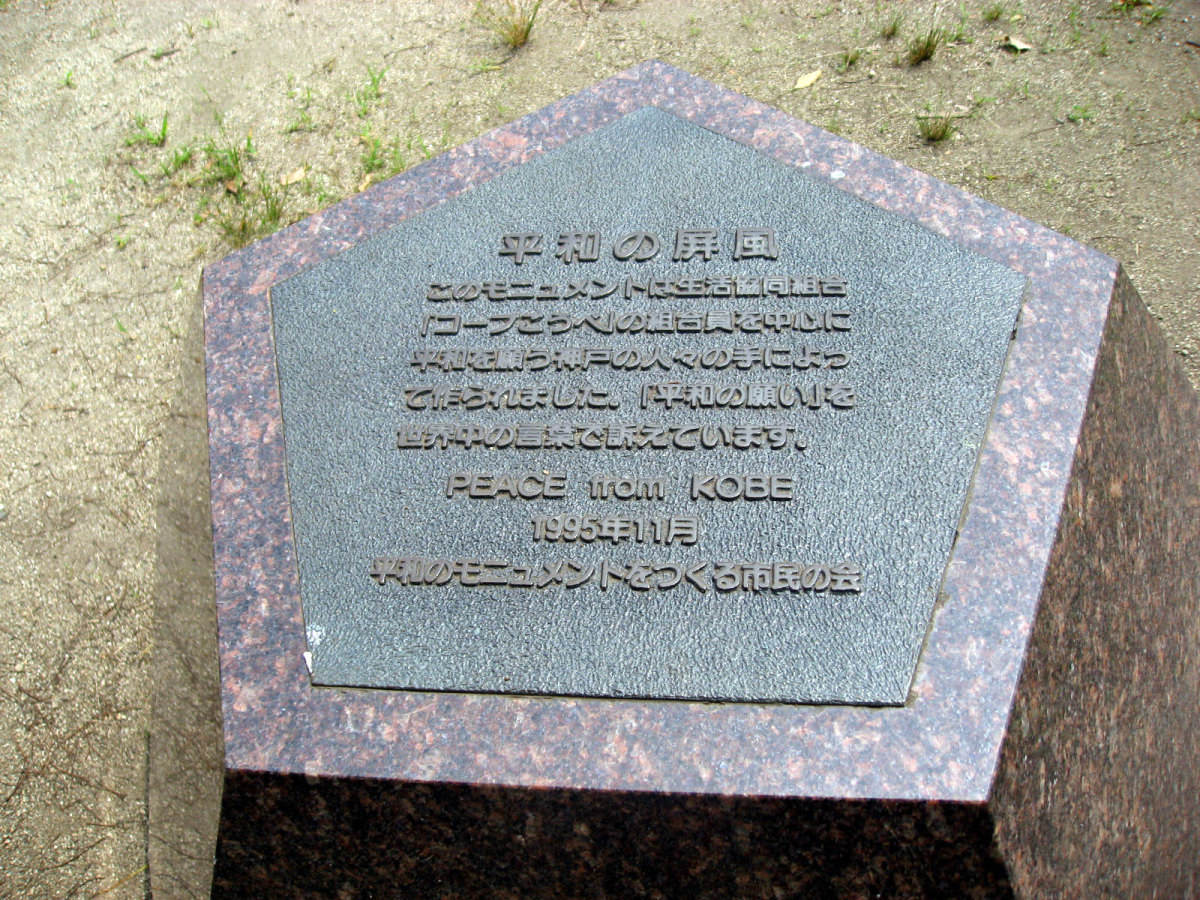 平和の屏風
このモニュメントは生活協同組合
「コープこうべ」の組合員を中心に
平和を願う神戸の人々の手によっ
て作られました。「平和の願い」を
世界中の言葉で訴えています。
PEACE from KOBE
1995年11月
平和のモニュメントをつくる市民の会